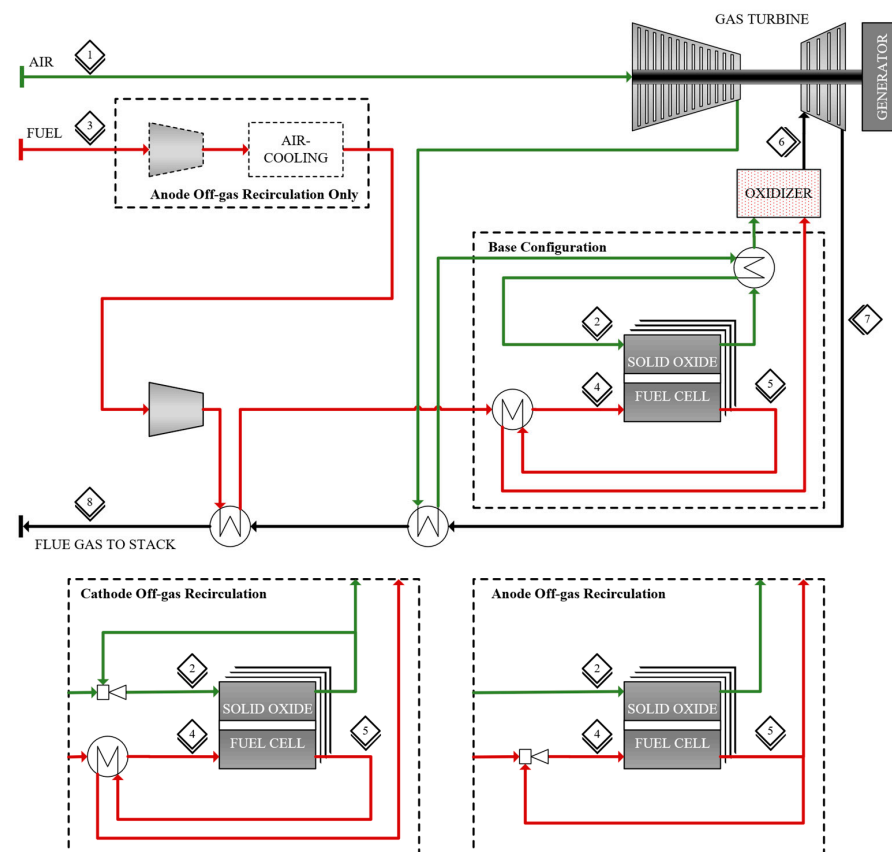 GAS TURBINE
GENERATOR
1
AIR
3
FUEL
AIR-
COOLING
Anode Off-gas Recirculation Only
6
OXIDIZER
Base Configuration
2
SOLID OXIDE
4
FUEL CELL
5
7
8
FLUE GAS TO STACK
Cathode Off-gas Recirculation
2
SOLID OXIDE
4
FUEL CELL
5
Anode Off-gas Recirculation
2
SOLID OXIDE
4
FUEL CELL
5